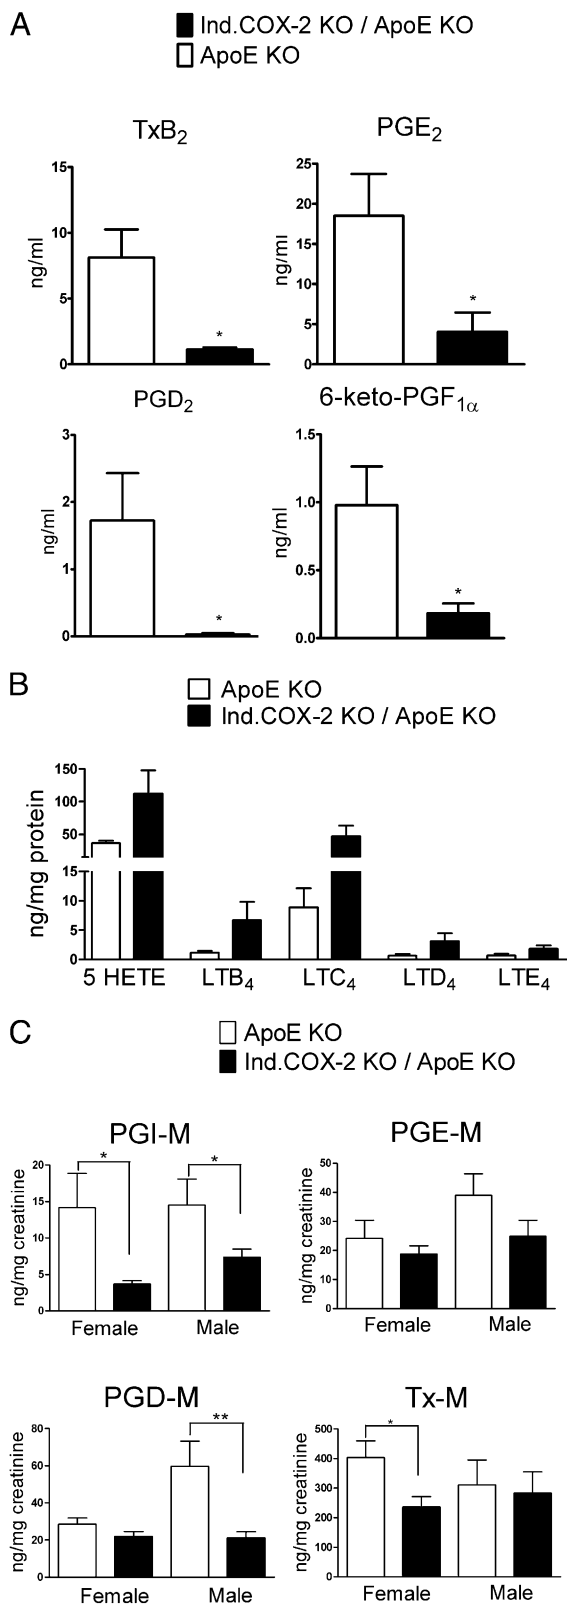 A
Ind.COX-2 KO / ApoE KO
ApoE KO
TxB2
PGE2
15
10
5
0
ng/ml
25
20
15
10
5
0
ng/ml
*
*
PGD2
6-keto-PGF1α
3
2
1
0
ng/ml
1.5
1.0
0.5
0.0
ng/ml
*
*
B
ApoE KO
Ind.COX-2 KO / ApoE KO
150
100
50
15
10
5
0
ng/mg protein
5 HETE LTB4 LTC4 LTD4 LTE4
C
ApoE KO
Ind.COX-2 KO / ApoE KO
PGI-M
PGE-M
20
15
10
5
0
ng/mg creatinine
*
*
Female Male
50
40
30
20
10
0
ng/mg creatinine
Female Male
PGD-M
Tx-M
80
60
40
20
0
ng/mg creatinine
**
Female Male
500
400
300
200
100
0
ng/mg creatinine
*
Female Male